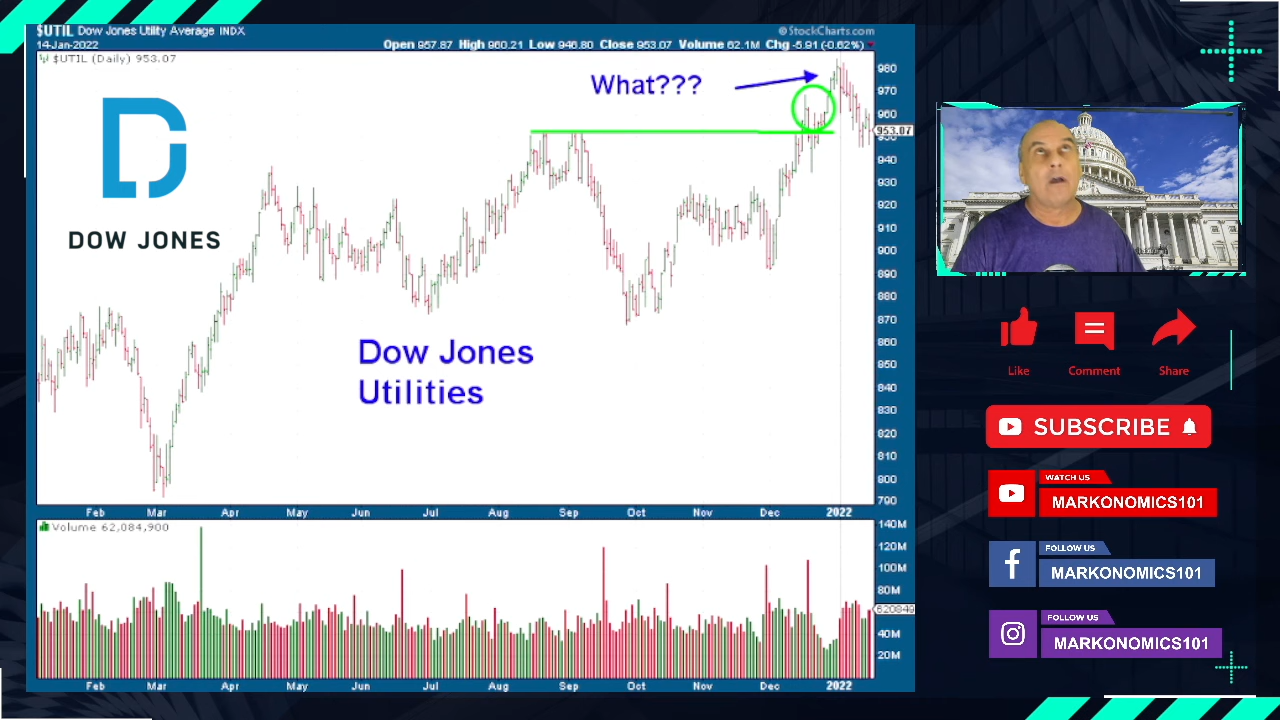 $UTIL Dow Jones Utility Average INDX
© StockCharts.com
14-Jan-2022
Open 957.87 High 960.21 Low 946.80 Close 953.07 Volume 62.1M Chg -5.91 (-0.62%)
$UTIL (Daily) 953.07
What???
DOW JONES
Dow Jones
Utilities
980
970
960
953.07
950
940
930
920
910
900
890
880
870
860
850
840
830
820
810
800
790
Feb Mar Apr May Jun Jul Aug Sep Oct Nov Dec 2022
Volume 62,084,900
140M
120M
100M
80M
620849
40M
20M
Feb Mar Apr May Jun Jul Aug Sep Oct Nov Dec 2022
Like Comment Share
SUBSCRIBE
WATCH US
MARKONOMICS101
FOLLOW US
MARKONOMICS101
FOLLOW US
MARKONOMICS101